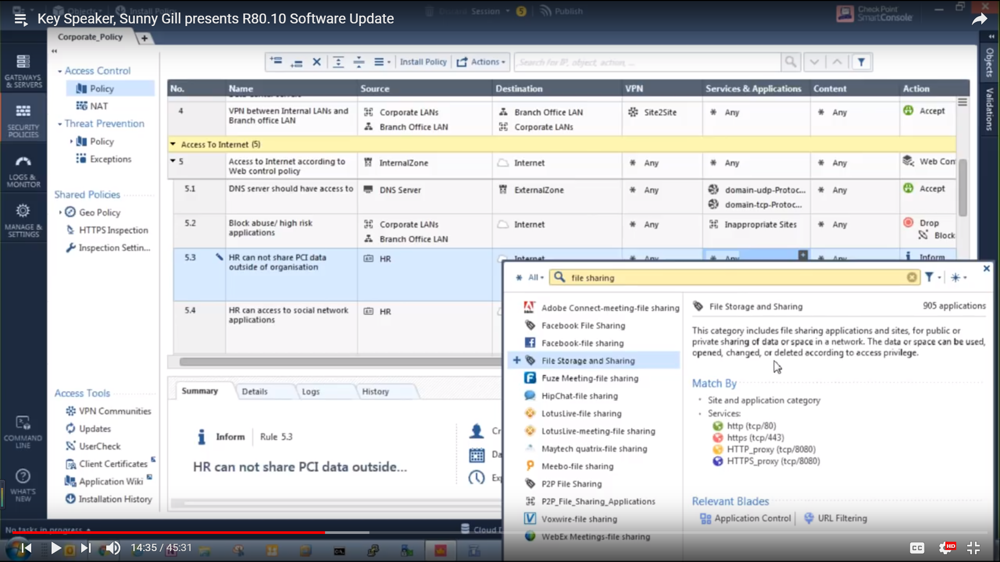 Objects
Install Policy
Discard
Session
5
Publish
Check Point
SmartConsole
Key Speaker, Sunny Gill presents R80.10 Software Update
Corporate_Policy
+
GATEWAYS
& SERVERS
SECURITY
POLICIES
LOGS &
MONITOR
MANAGE &
SETTINGS
COMMAND
LINE
WHAT'S
NEW
Access Control
Policy
NAT
Threat Prevention
Policy
Exceptions
Shared Policies
Geo Policy
HTTPS Inspection
Inspection Settin...
Access Tools
VPN Communities
Updates
UserCheck
Client Certificates
Application Wiki
Installation History
Install Policy
Actions
Search for IP, object, action, ...
Objects
Validations
No. Name Source Destination VPN Services & Applications Content Action
4
VPN between Internal LANs and
Branch office LAN
Corporate LANs
Branch Office LAN
Branch Office LAN
Corporate LANs
Site2Site
Any
Any
Accept
Access To Internet (5)
5
Access to Internet according to
Web control policy
InternalZone
Internet
Any
Any
Any
Web Con
5.1
DNS server should have access to
DNS Server
ExternalZone
Any
domain-udp-Protoc...
domain-tcp-Protoc...
Any
Accept
5.2
Block abuse/ high risk
applications
Corporate LANs
Branch Office LAN
Internet
Any
Inappropriate Sites
Any
Drop
Block
5.3
HR can not share PCI data
outside of organisation
HR
Internet
Any
Any
Any
Inform
5.4
HR can access to social network
applications
HR
All
file sharing
Adobe Connect-meeting-file sharing
Facebook File Sharing
Facebook-file sharing
File Storage and Sharing
Fuze Meeting-file sharing
HipChat-file sharing
LotusLive-file sharing
LotusLive-meeting-file sharing
Maytech quatrix-file sharing
Meebo-file sharing
P2P File Sharing
P2P_File_Sharing_Applications
Voxwire-file sharing
WebEx Meetings-file sharing
File Storage and Sharing
905 applications
This category includes file sharing applications and sites, for public or
private sharing of data or space in a network. The data or space can be used,
opened, changed, or deleted according to access privilege.
Match By
Site and application category
Services:
http (tcp/80)
https (tcp/443)
HTTP_proxy (tcp/8080)
HTTPS_proxy (tcp/8080)
Relevant Blades
Application Control
URL Filtering
Summary
Details
Logs
History
Inform
Rule 5.3
HR can not share PCI data outside...
Cr
Da
Ex
No tasks in progress
Cloud D
14:35 / 45:31
CC
HD